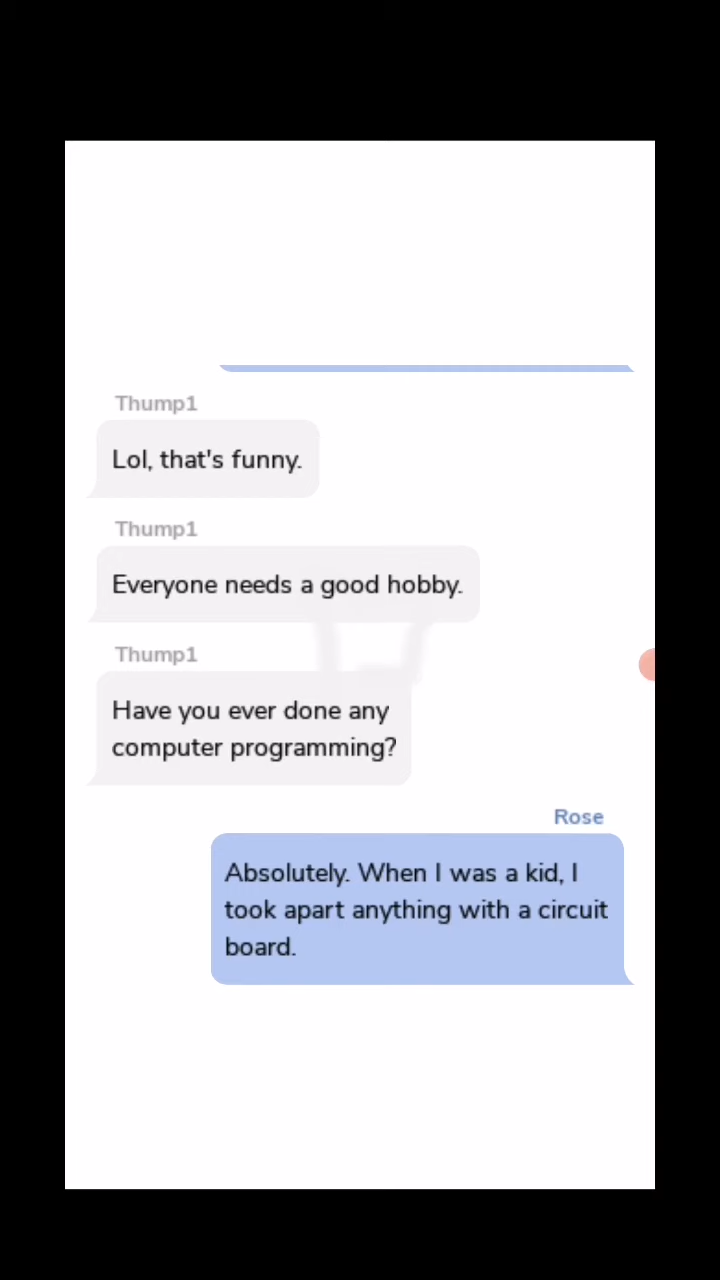 Thump1
Lol, that's funny.
Thump1
Everyone needs a good hobby.
Thump1
Have you ever done any
computer programming?
Rose
Absolutely. When I was a kid, I
took apart anything with a circuit
board.